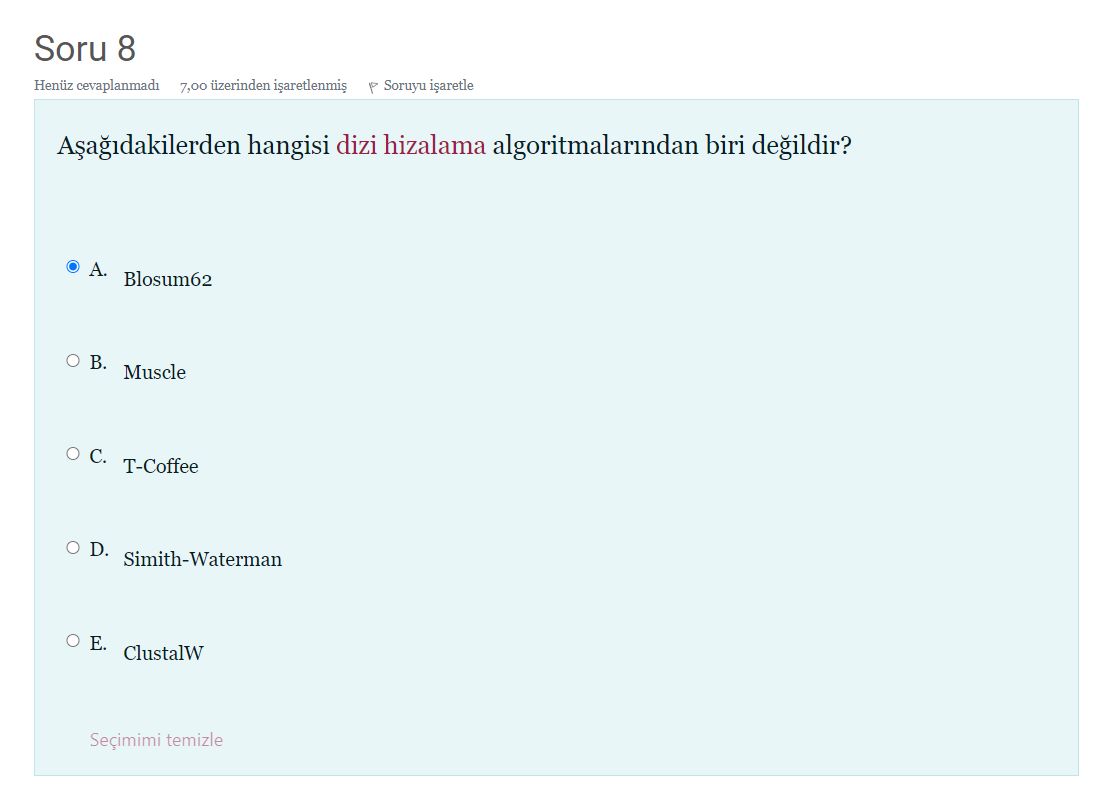 Soru 8
Henüz cevaplanmadı 7,00 üzerinden işaretlenmiş Soruyu işaretle
Aşağıdakilerden hangisi dizi hizalama algoritmalarından biri değildir?
A. Blosum62
B. Muscle
C. T-Coffee
D. Simith-Waterman
E. ClustalW
Seçimimi temizle